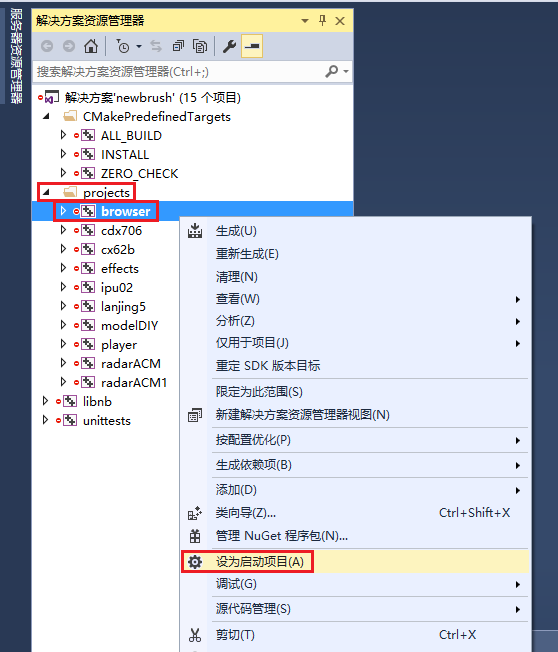 服务器资源管理器
解决方案资源管理器
搜索解决方案资源管理器(Ctrl+;)
解决方案'newbrush' (15 个项目)
CMakePredefinedTargets
ALL_BUILD
INSTALL
ZERO_CHECK
projects
browser
cdx706
cx62b
effects
ipu02
lanjing5
modelDIY
player
radarACM
radarACM1
libnb
unittests
生成(U)
重新生成(E)
清理(N)
查看(W)
分析(Z)
仅用于项目(J)
重定 SDK 版本目标
限定为此范围(S)
新建解决方案资源管理器视图(N)
按配置优化(P)
生成依赖项(B)
添加(D)
类向导(Z)... Ctrl+Shift+X
管理 NuGet 程序包(N)...
设为启动项目(A)
调试(G)
源代码管理(S)
剪切(T) Ctrl+X